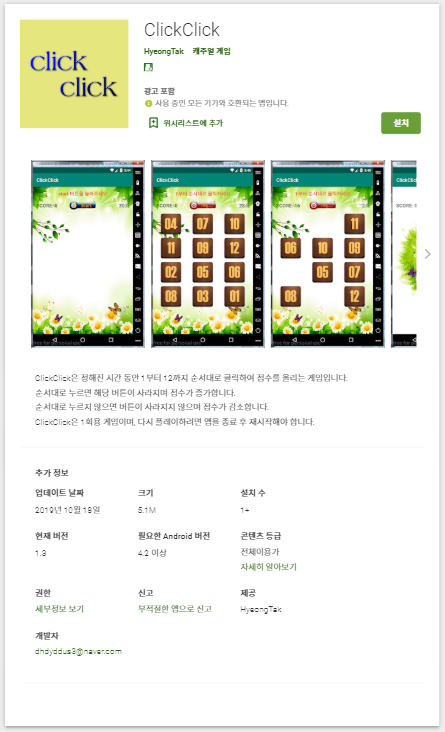 click
click
ClickClick
HyeongTak 캐주얼 게임
광고 포함
사용 중인 모든 기기와 호환되는 앱입니다.
위시리스트에 추가
설치
ClickClick
SCORE:
ClickClick
04 07 10
11 09 12
02 05 06
08 03 01
ClickClick
SCORE:
11
06 10
05 07
08 12
SCORE:
ClickClick은 정해진 시간 동안 1부터 12까지 순서대로 클릭하여 점수를 올리는 게임입니다.
순서대로 누르면 해당 버튼이 사라지며 점수가 증가합니다.
순서대로 누르지 않으면 버튼이 사라지지 않으며 점수가 감소합니다.
ClickClick은 1회용 게임이며, 다시 플레이하려면 앱을 종료 후 재시작해야 합니다.
추가 정보
업데이트 날짜 크기 설치 수
2019년 10월 18일 5.1M 1+
현재 버전 필요한 Android 버전 콘텐츠 등급
1.3 4.2 이상 전체이용가
자세히 알아보기
권한 신고 제공
세부정보 보기 부적절한 앱으로 신고 HyeongTak
개발자
dhdyddus3@naver.com